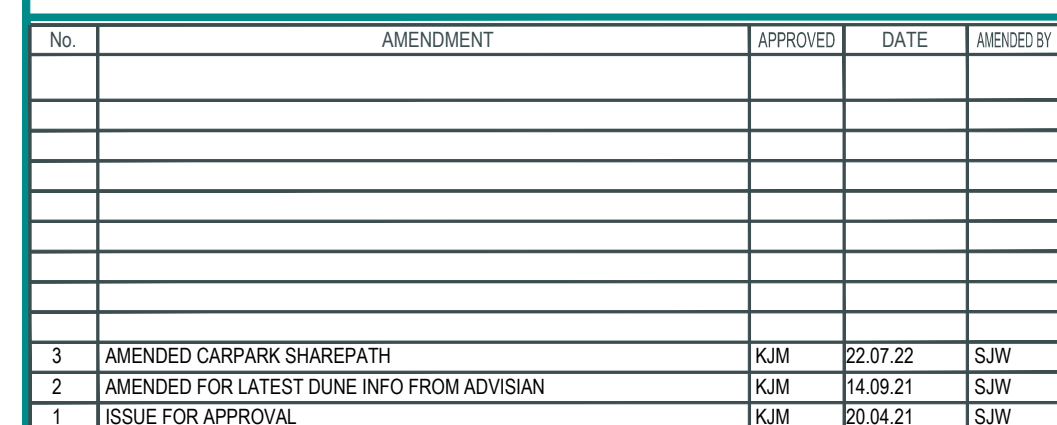 No. AMENDMENT APPROVED DATE AMENDED BY
3 AMENDED CARPARK SHAREPATH KJM 22.07.22 SJW
2 AMENDED FOR LATEST DUNE INFO FROM ADVISIAN KJM 14.09.21 SJW
1 ISSUE FOR APPROVAL KJM 20.04.21 SJW